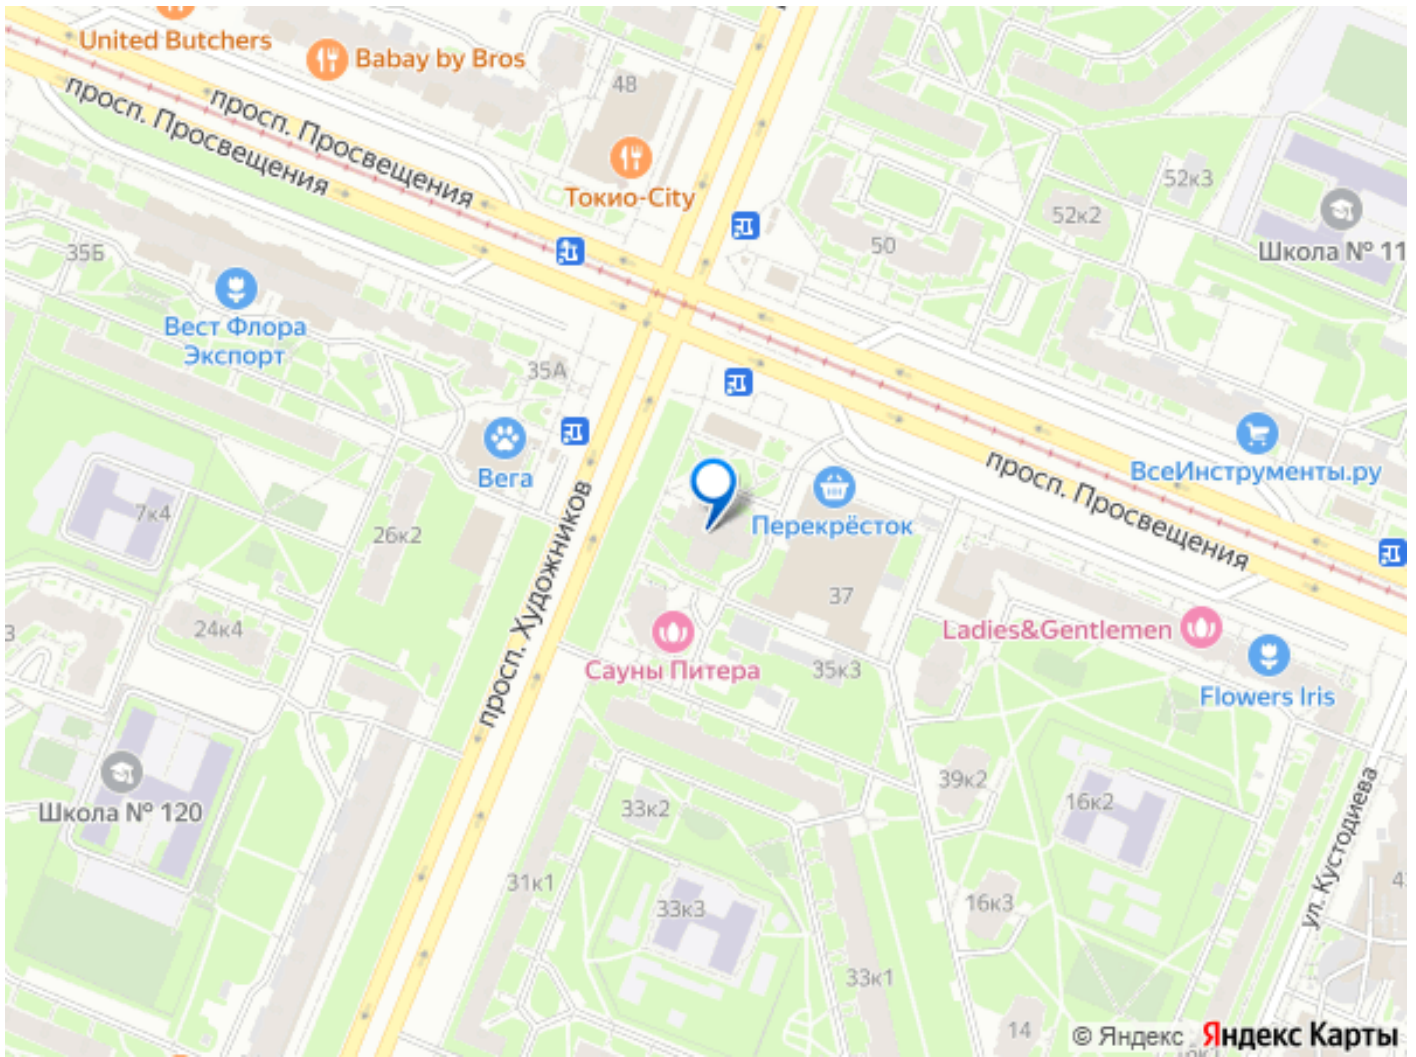 United Butchers
Babay by Bros
48
просп. Просвещения
просп. Просвещения
Токио-City
52к3
52к2
Школа № 11
50
35Б
Вест Флора
Экспорт
35А
Вега
ВсеИнструменты.ру
просп. Просвещения
Перекрёсток
7к4
26к2
просп. Художников
37
24к4
3
Сауны Питера
35к3
Ladies&Gentlemen
Flowers Iris
Школа № 120
33к2
39к2
16к2
ул. Кустодиева
31к1
33к3
16к3
4
33к1
14
© Яндекс Яндекс Карты